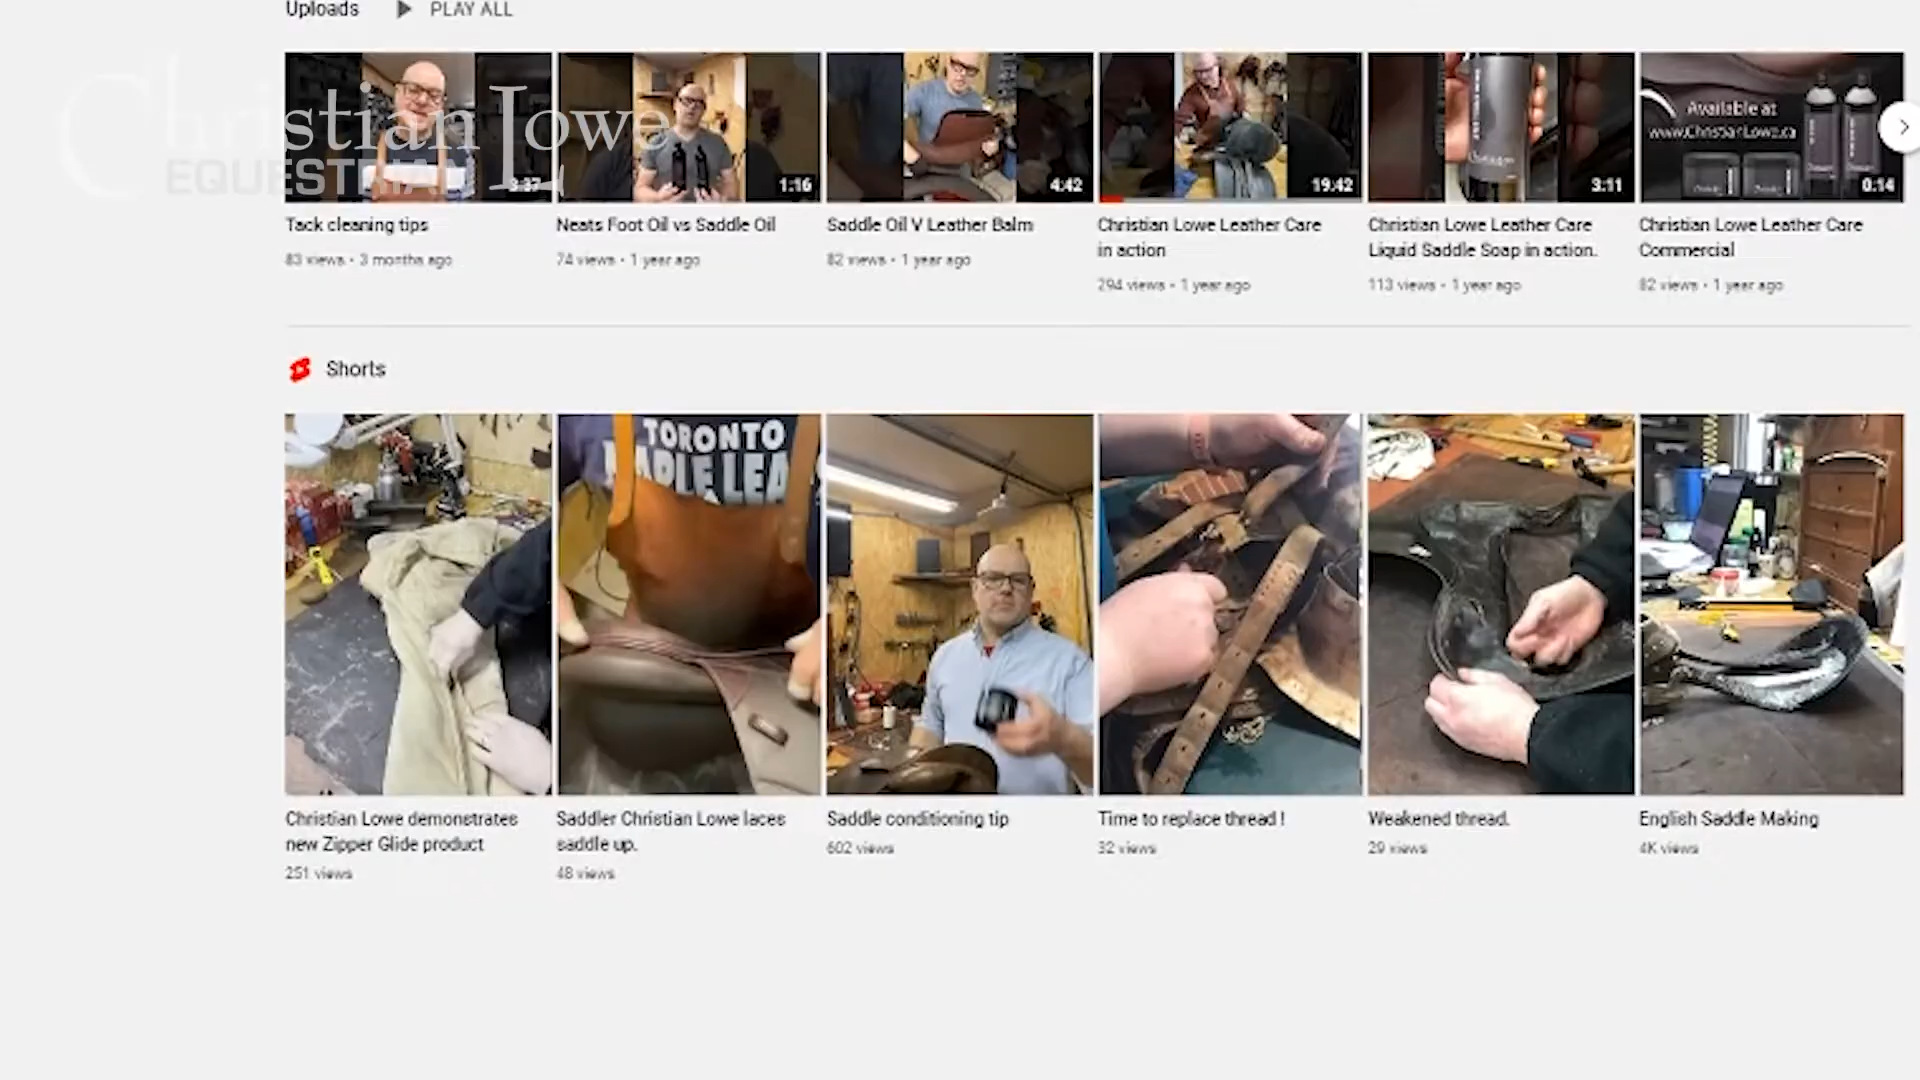 Uploads PLAY ALL
Christian Lowe
EQUESTRIAN
3:37
1:16
4:42
19:42
3:11
Available at
www.ChristianLowe.ca
0:14
Tack cleaning tips
83 views • 3 months ago
Neats Foot Oil vs Saddle Oil
74 views • 1 year ago
Saddle Oil V Leather Balm
82 views • 1 year ago
Christian Lowe Leather Care
in action
294 views • 1 year ago
Christian Lowe Leather Care
Liquid Saddle Soap in action.
113 views • 1 year ago
Christian Lowe Leather Care
Commercial
82 views • 1 year ago
Shorts
TORONTO
MAPLE LEA
Christian Lowe demonstrates
new Zipper Glide product
251 views
Saddler Christian Lowe laces
saddle up.
48 views
Saddle conditioning tip
602 views
Time to replace thread !
32 views
Weakened thread.
29 views
English Saddle Making
4K views